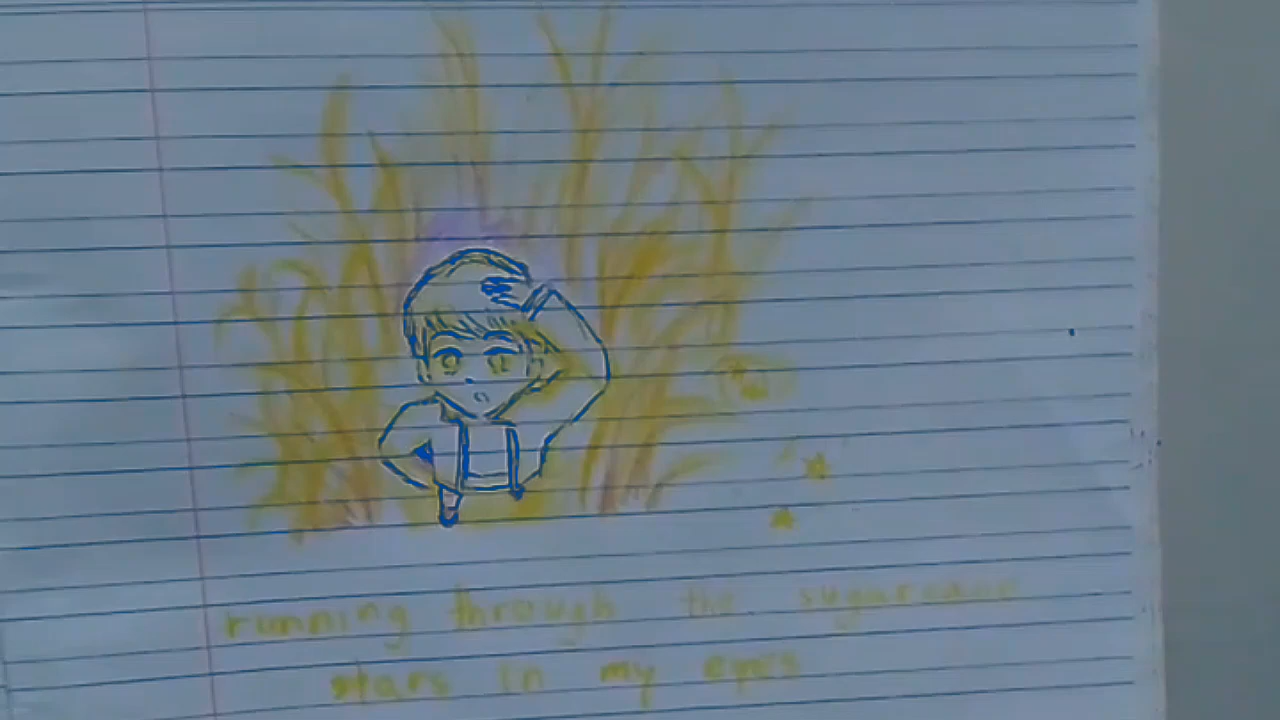 running through the sugarcane
stars in my eyes